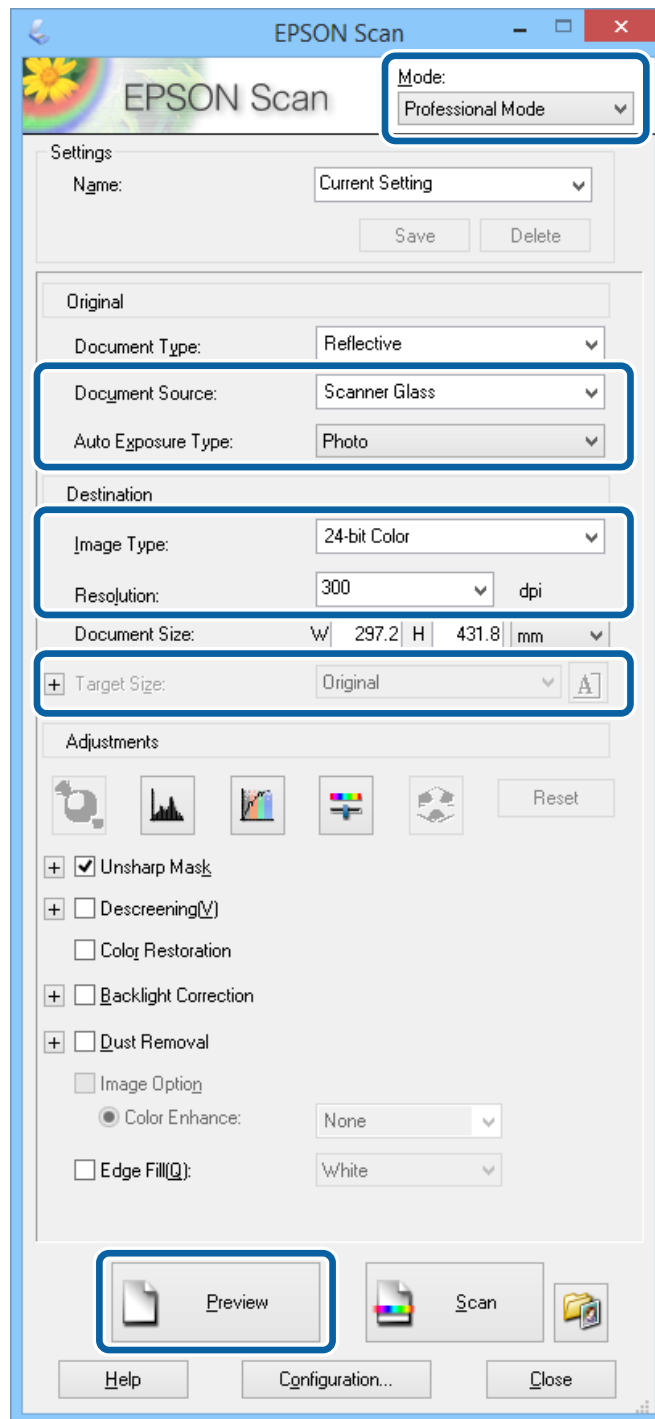 EPSON Scan
EPSON Scan
Mode:
Professional Mode
Settings
Name: Current Setting
Save Delete
Original
Document Type: Reflective
Document Source: Scanner Glass
Auto Exposure Type: Photo
Destination
Image Type: 24-bit Color
Resolution: 300 dpi
Document Size: W 297.2 H 431.8 mm
+ Target Size: Original A
Adjustments
Reset
+ Unsharp Mask
+ Descreening(V)
Color Restoration
+ Backlight Correction
+ Dust Removal
Image Option
Color Enhance: None
Edge Fill(Q): White
Preview Scan
Help Configuration... Close